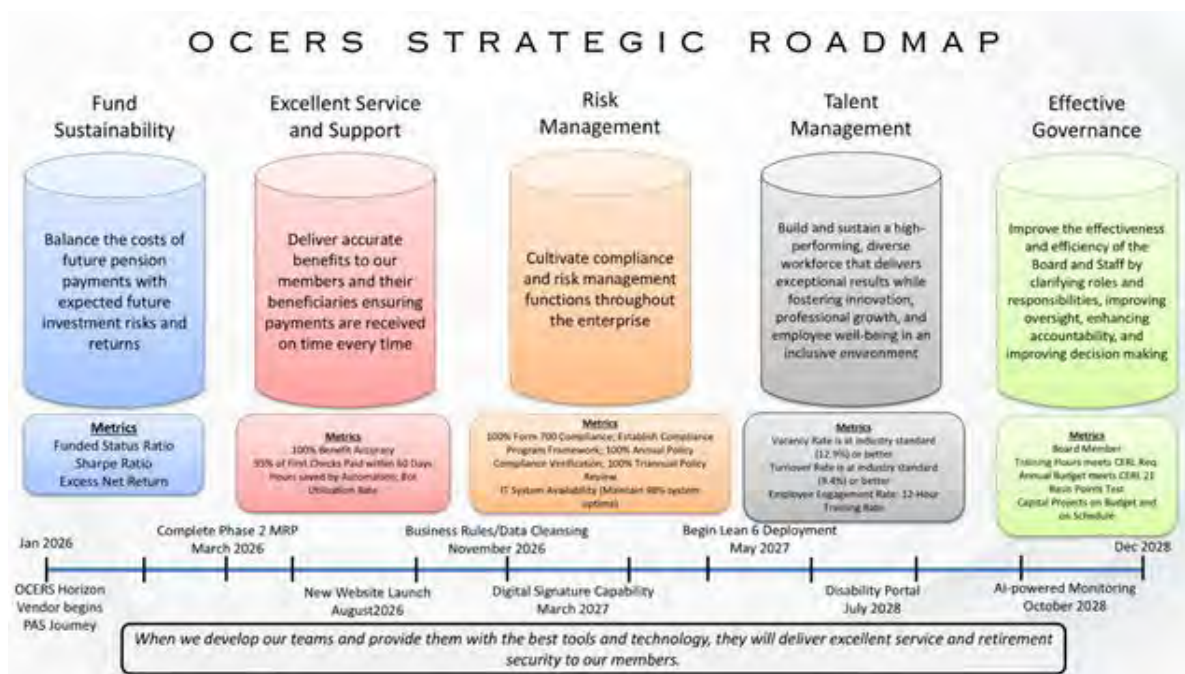 OCERS STRATEGIC ROADMAP
Fund
Sustainability
Balance the costs of
future pension
payments with
expected future
investment risks and
returns
Metrics
Funded Status Ratio
Sharpe Ratio
Excess Net Return
Excellent Service
and Support
Deliver accurate
benefits to our
members and their
beneficiaries ensuring
payments are received
on time every time
Metrics
100% Benefit Accuracy
95% of First Checks Paid within 60 Days
Hours saved by Automation; Bot
Utilization Rate
Risk
Management
Cultivate compliance
and risk management
functions throughout
the enterprise
Metrics
100% Form 700 Compliance; Establish Compliance
Program Framework; 100% Annual Policy
Compliance Verification; 100% Triannual Policy
Review
IT System Availability (Maintain 98% system
uptime)
Talent
Management
Build and sustain a high-
performing, diverse
workforce that delivers
exceptional results while
fostering innovation,
professional growth, and
employee well-being in an
inclusive environment
Metrics
Vacancy Rate is at industry standard
(12.9%) or better
Turnover Rate is at industry standard
(9.4%) or better
Employee Engagement Rate: 12-Hour
Training Rate
Effective
Governance
Improve the effectiveness
and efficiency of the
Board and Staff by
clarifying roles and
responsibilities, improving
oversight, enhancing
accountability, and
improving decision making
Metrics
Board Member
Training Hours meets CERL Req
Annual Budget meets CERL 21
Basis Points Test
Capital Projects on Budget and
on Schedule
Jan 2026
Complete Phase 2 MRP
March 2026
Business Rules/Data Cleansing
November 2026
Begin Lean 6 Deployment
May 2027
Dec 2028
OCERS Horizon
Vendor begins
PAS Journey
New Website Launch
August2026
Digital Signature Capability
March 2027
Disability Portal
July 2028
AI-powered Monitoring
October 2028
When we develop our teams and provide them with the best tools and technology, they will deliver excellent service and retirement
security to our members.